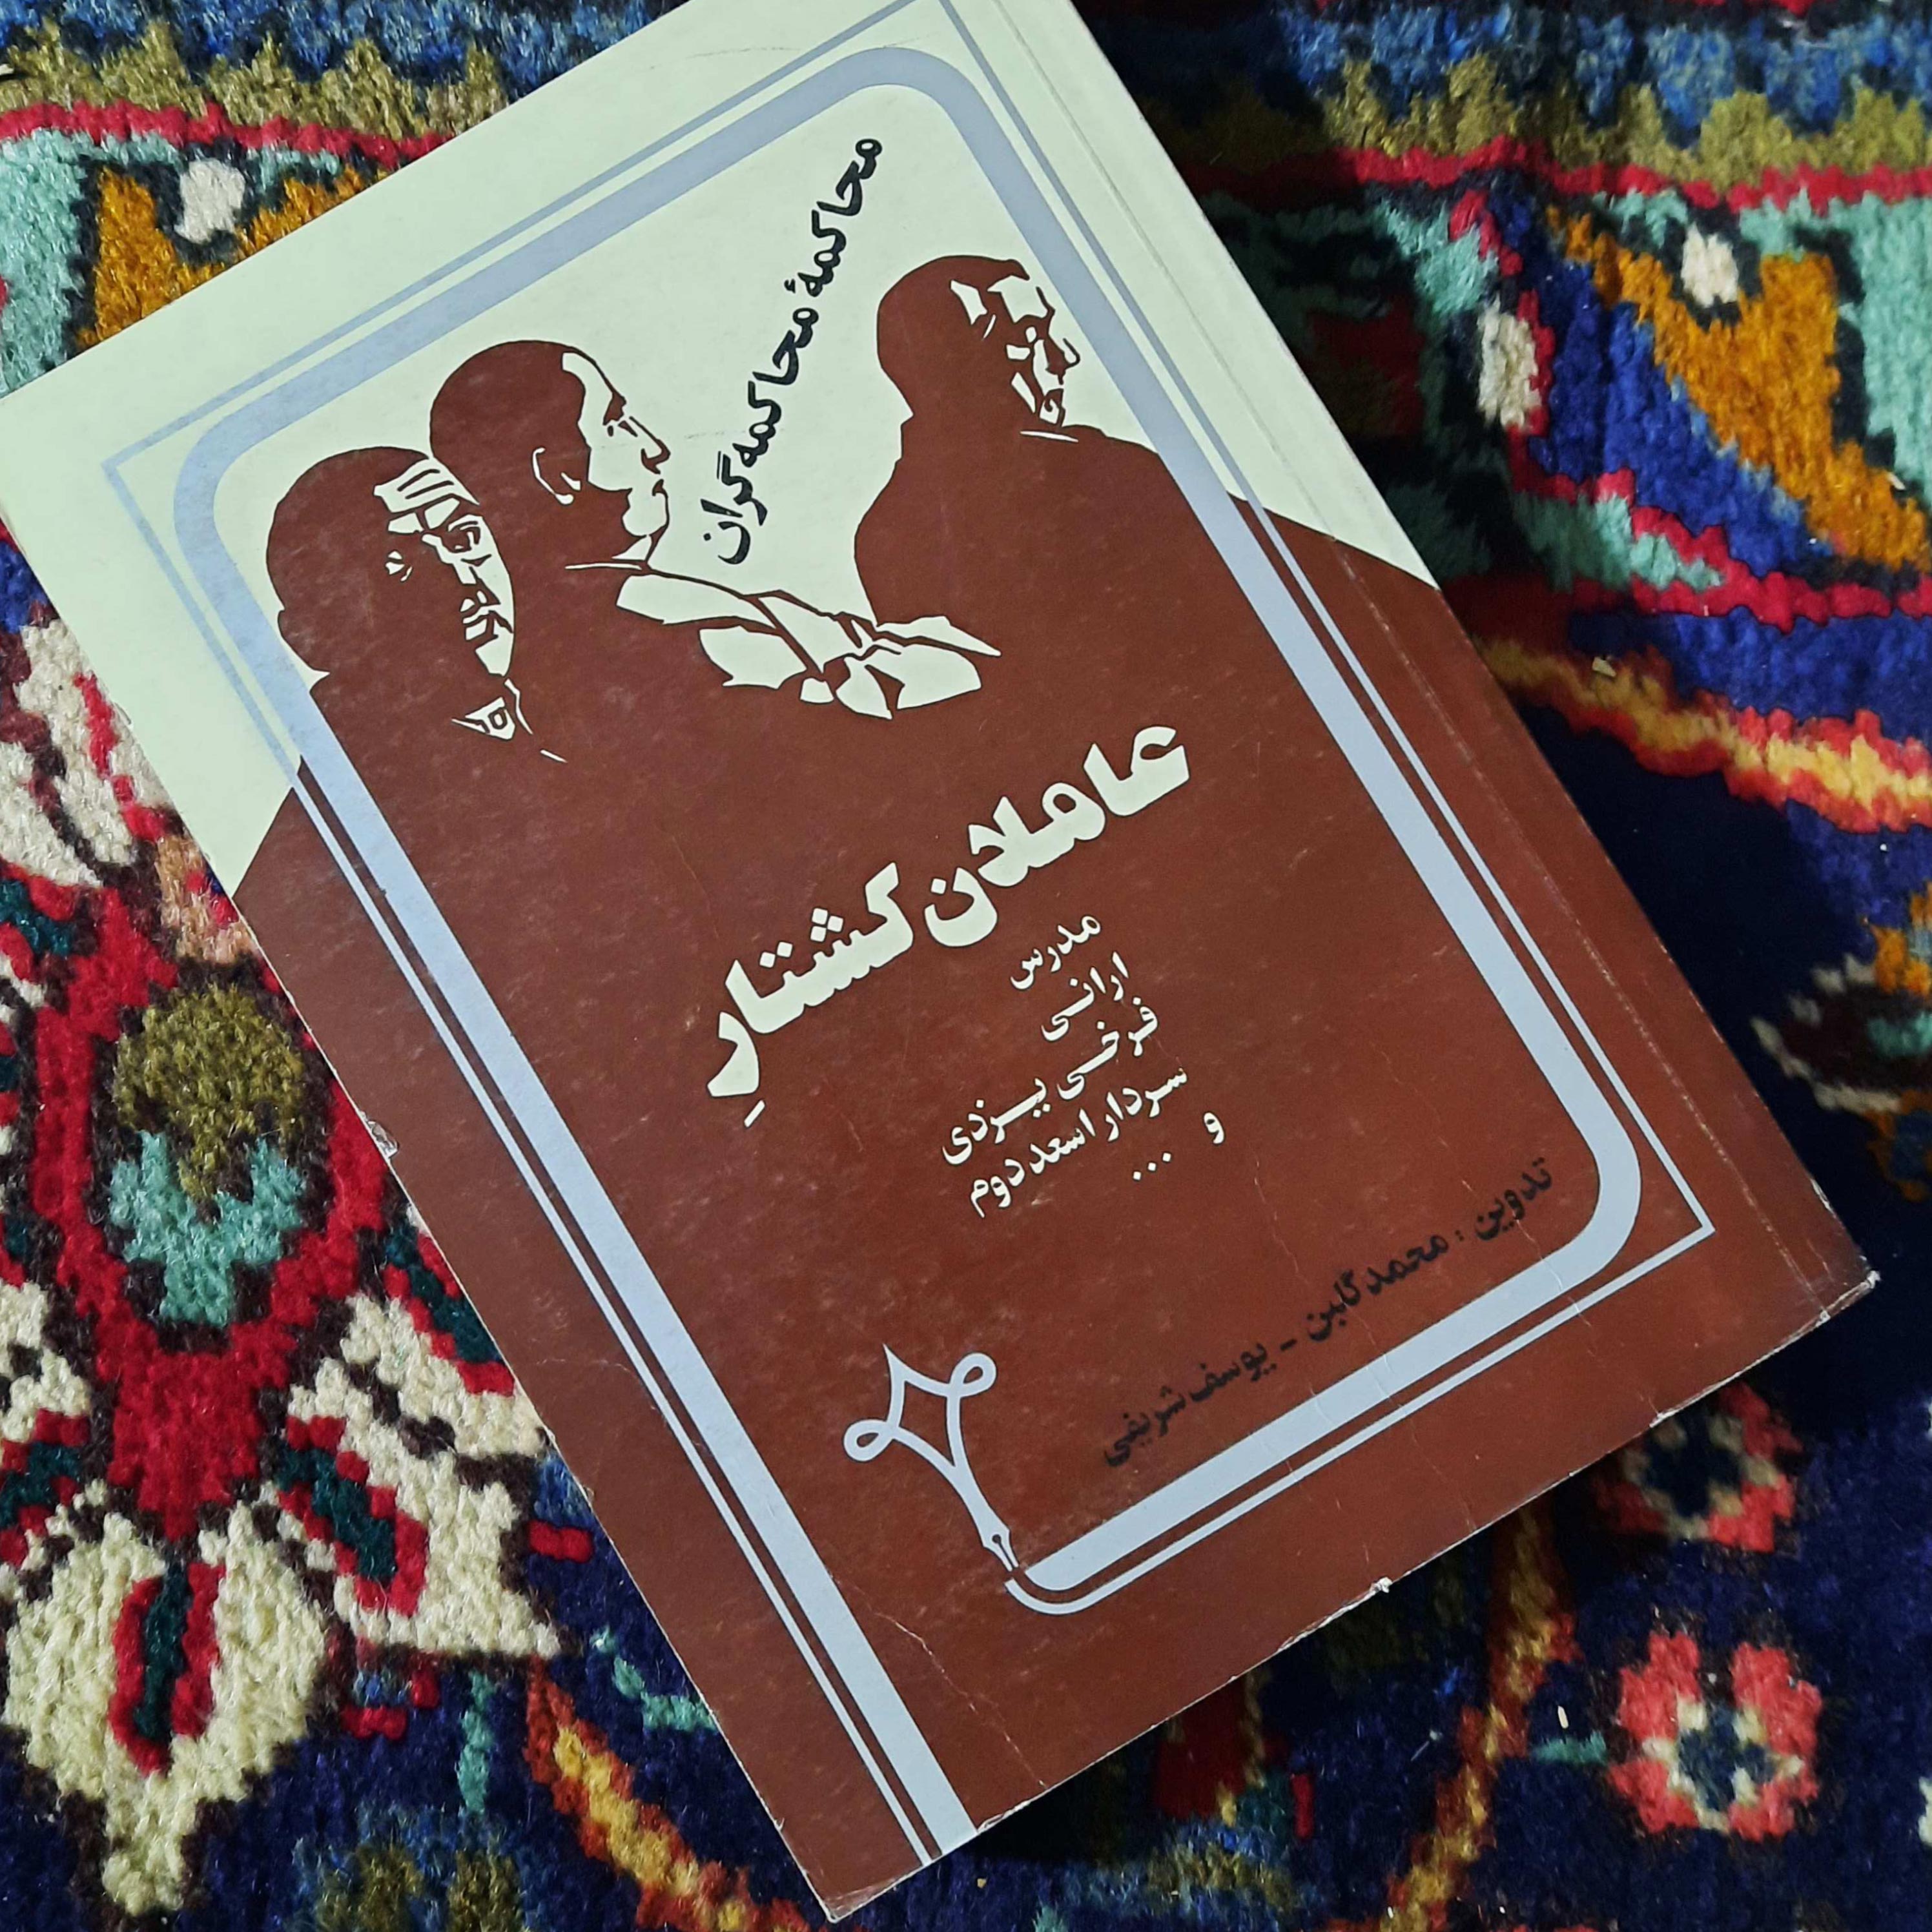 محاکمهٔ محاکمه‌گران
عاملان کشتارِ
مدرس
ارانی
فرخی یزدی
سردار اسعد دوم
و ...
تدوین : محمد گلبن - یوسف شریفی